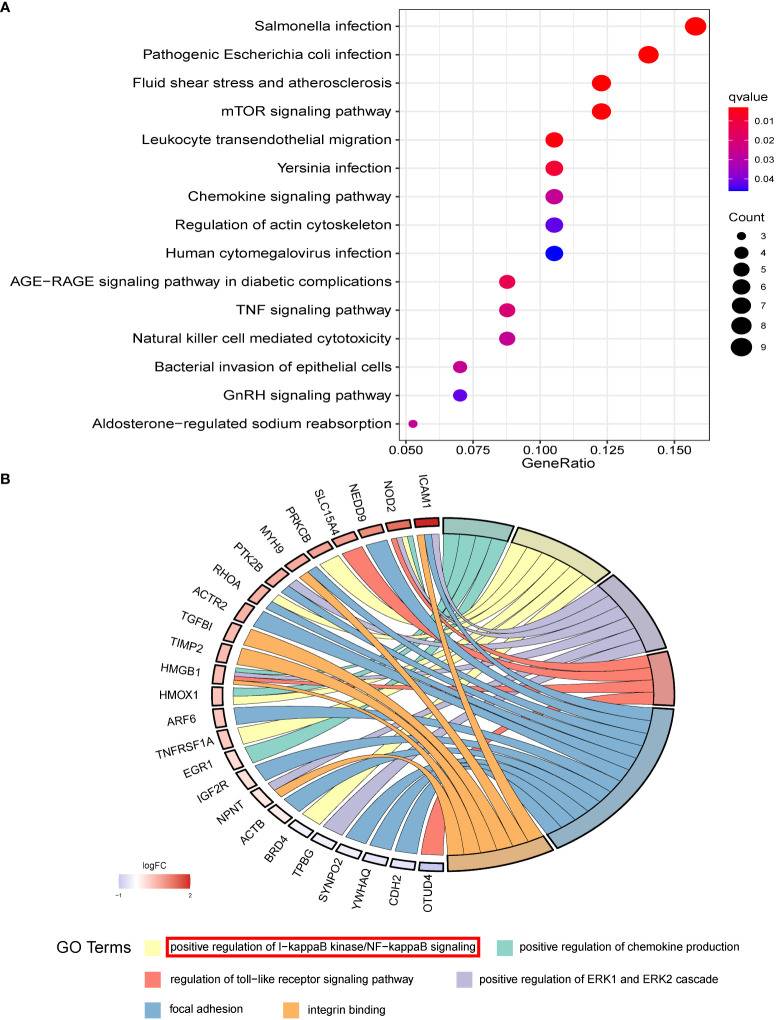 A
Salmonella infection
Pathogenic Escherichia coli infection
Fluid shear stress and atherosclerosis
mTOR signaling pathway
Leukocyte transendothelial migration
Yersinia infection
Chemokine signaling pathway
Regulation of actin cytoskeleton
Human cytomegalovirus infection
AGE−RAGE signaling pathway in diabetic complications
TNF signaling pathway
Natural killer cell mediated cytotoxicity
Bacterial invasion of epithelial cells
GnRH signaling pathway
Aldosterone−regulated sodium reabsorption
0.050 0.075 0.100 0.125 0.150
GeneRatio
qvalue
0.01
0.02
0.03
0.04
Count
3
4
5
6
7
8
9
B
ICAM1
NOD2
NEDD9
SLC15A4
PRKCB
MYH9
PTK2B
RHOA
ACTR2
TGFBI
TIMP2
HMGB1
HMOX1
ARF6
TNFRSF1A
EGR1
IGF2R
NPNT
ACTB
BRD4
TPBG
SYNPO2
YWHAQ
CDH2
OTUD4
logFC
−1 2
GO Terms
positive regulation of I-kappaB kinase/NF-kappaB signaling
positive regulation of chemokine production
regulation of toll-like receptor signaling pathway
positive regulation of ERK1 and ERK2 cascade
focal adhesion
integrin binding